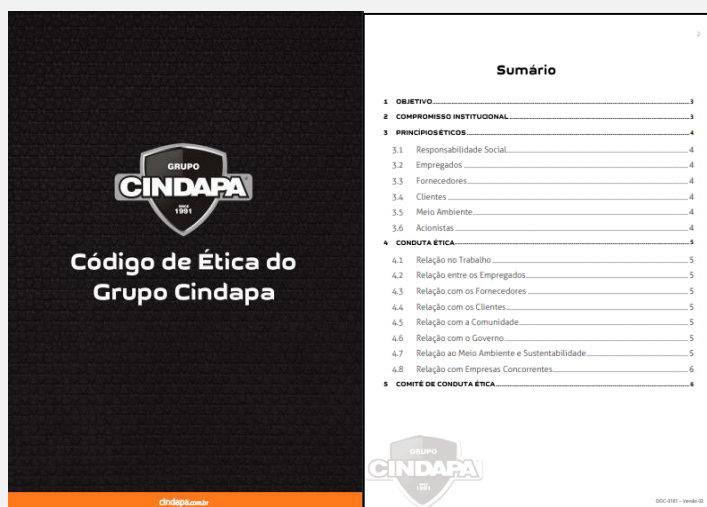 GRUPO
CINDAPA
SINCE
1991
Código de Ética do
Grupo Cindapa
cindapa.com.br
2
Sumário
1 OBJETIVO 3
2 COMPROMISSO INSTITUCIONAL 3
3 PRINCÍPIOS ÉTICOS 4
3.1 Responsabilidade Social 4
3.2 Empregados 4
3.3 Fornecedores 4
3.4 Clientes 4
3.5 Meio Ambiente 4
3.6 Acionistas 4
4 CONDUTA ÉTICA 5
4.1 Relação no Trabalho 5
4.2 Relação entre os Empregados 5
4.3 Relação com os Fornecedores 5
4.4 Relação com os Clientes 5
4.5 Relação com a Comunidade 5
4.6 Relação com o Governo 5
4.7 Relação ao Meio Ambiente e Sustentabilidade 5
4.8 Relação com Empresas Concorrentes 6
5 COMITÊ DE CONDUTA ÉTICA 6
GRUPO
CINDAPA
SINCE
1991
DOC-0181 – Versão 02